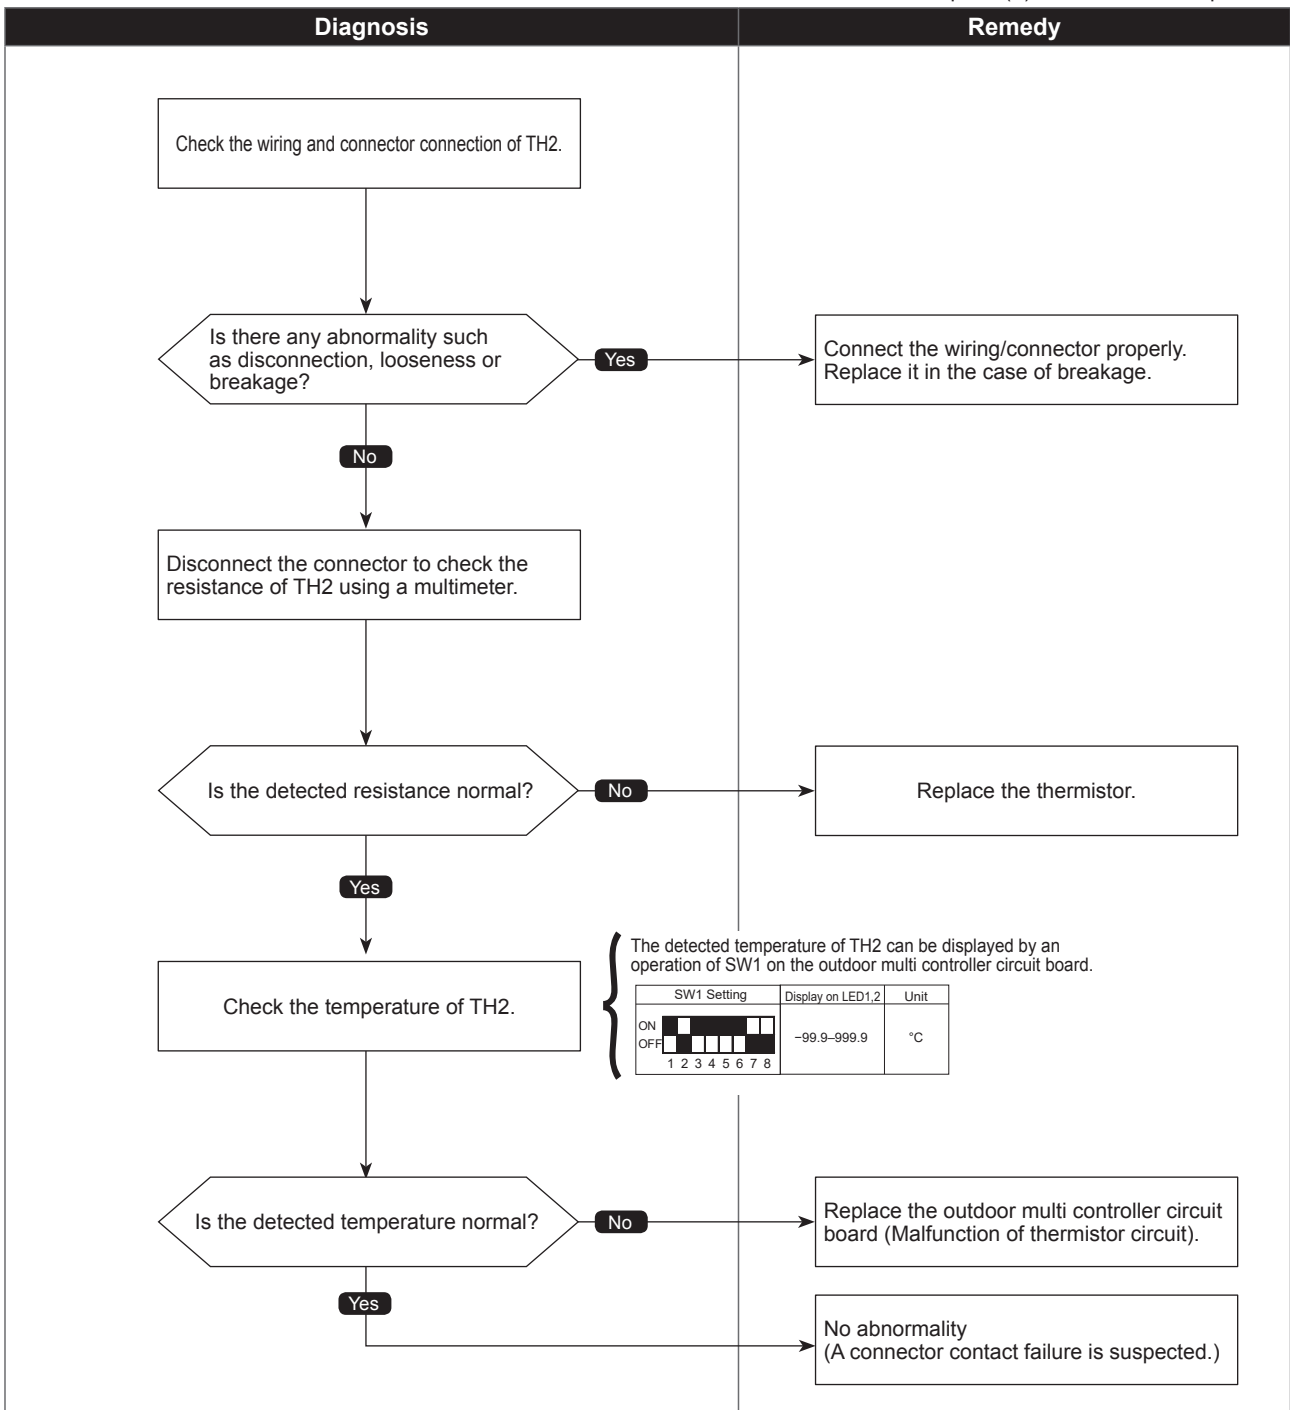 Diagnosis
Remedy
Check the wiring and connector connection of TH2.
Is there any abnormality such
as disconnection, looseness or
breakage?
Yes
Connect the wiring/connector properly.
Replace it in the case of breakage.
No
Disconnect the connector to check the
resistance of TH2 using a multimeter.
Is the detected resistance normal?
No
Replace the thermistor.
Yes
Check the temperature of TH2.
The detected temperature of TH2 can be displayed by an
operation of SW1 on the outdoor multi controller circuit board.
SW1 Setting
Display on LED1,2
Unit
ON
OFF
1 2 3 4 5 6 7 8
−99.9–999.9
°C
Is the detected temperature normal?
No
Replace the outdoor multi controller circuit
board (Malfunction of thermistor circuit).
Yes
No abnormality
(A connector contact failure is suspected.)